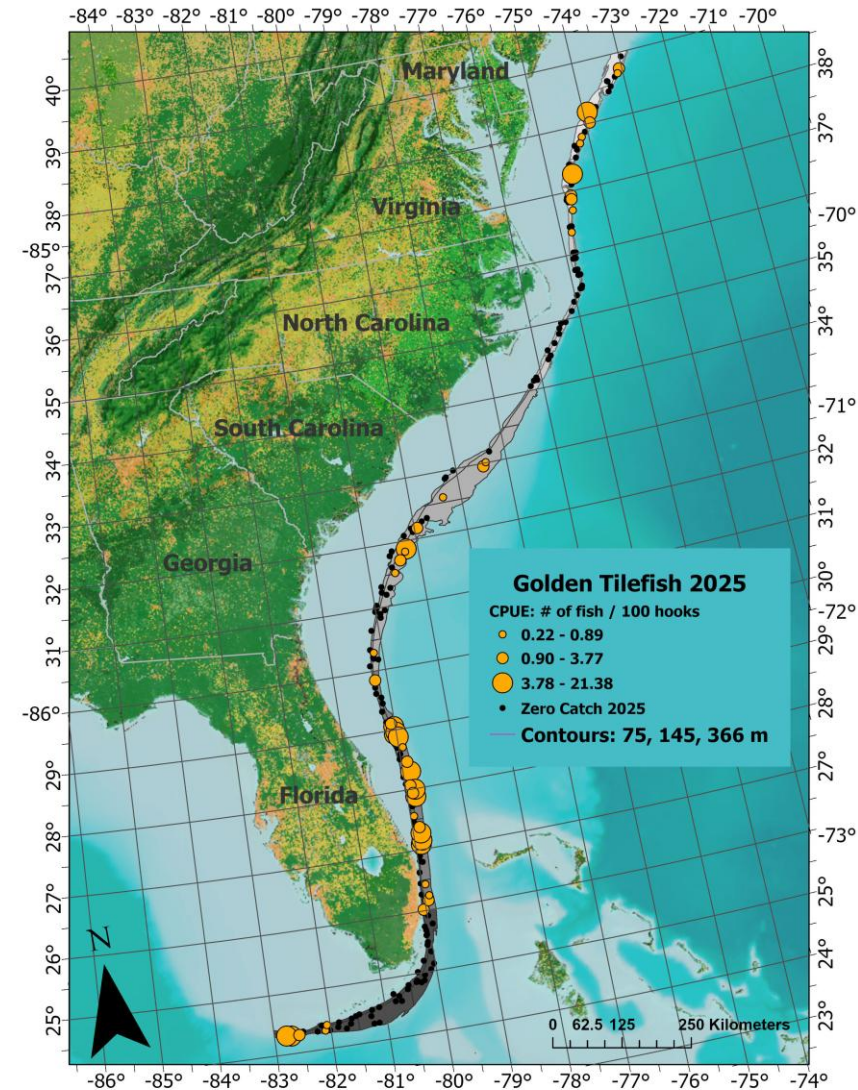 -84° -83° -82° -81° -80° -79° -78° -77° -76° -75° -74° -73° -72° -71° -70°
Maryland
Virginia
North Carolina
South Carolina
Georgia
Florida
40°
39°
38°
-85°
37°
36°
35°
34°
33°
32°
31°
-86°
29°
28°
27°
26°
25°
38°
37°
-70°
35°
34°
-71°
32°
31°
30°
-72°
29°
28°
27°
-73°
25°
24°
23°
Golden Tilefish 2025
CPUE: # of fish / 100 hooks
0.22 - 0.89
0.90 - 3.77
3.78 - 21.38
Zero Catch 2025
Contours: 75, 145, 366 m
N
0 62.5 125 250 Kilometers
-86° -85° -84° -83° -82° -81° -80° -79° -78° -77° -76° -75° -74°